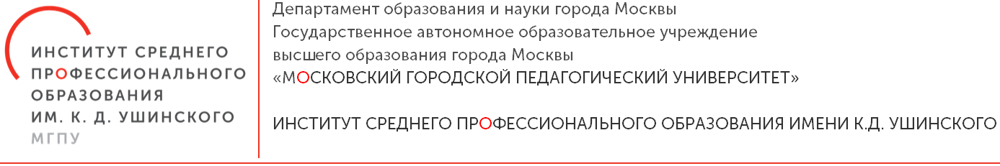 ИНСТИТУТ СРЕДНЕГО
ПРОФЕССИОНАЛЬНОГО
ОБРАЗОВАНИЯ
ИМ. К. Д. УШИНСКОГО
МГПУ
Департамент образования и науки города Москвы
Государственное автономное образовательное учреждение
высшего образования города Москвы
«МОСКОВСКИЙ ГОРОДСКОЙ ПЕДАГОГИЧЕСКИЙ УНИВЕРСИТЕТ»
ИНСТИТУТ СРЕДНЕГО ПРОФЕССИОНАЛЬНОГО ОБРАЗОВАНИЯ ИМЕНИ К.Д. УШИНСКОГО